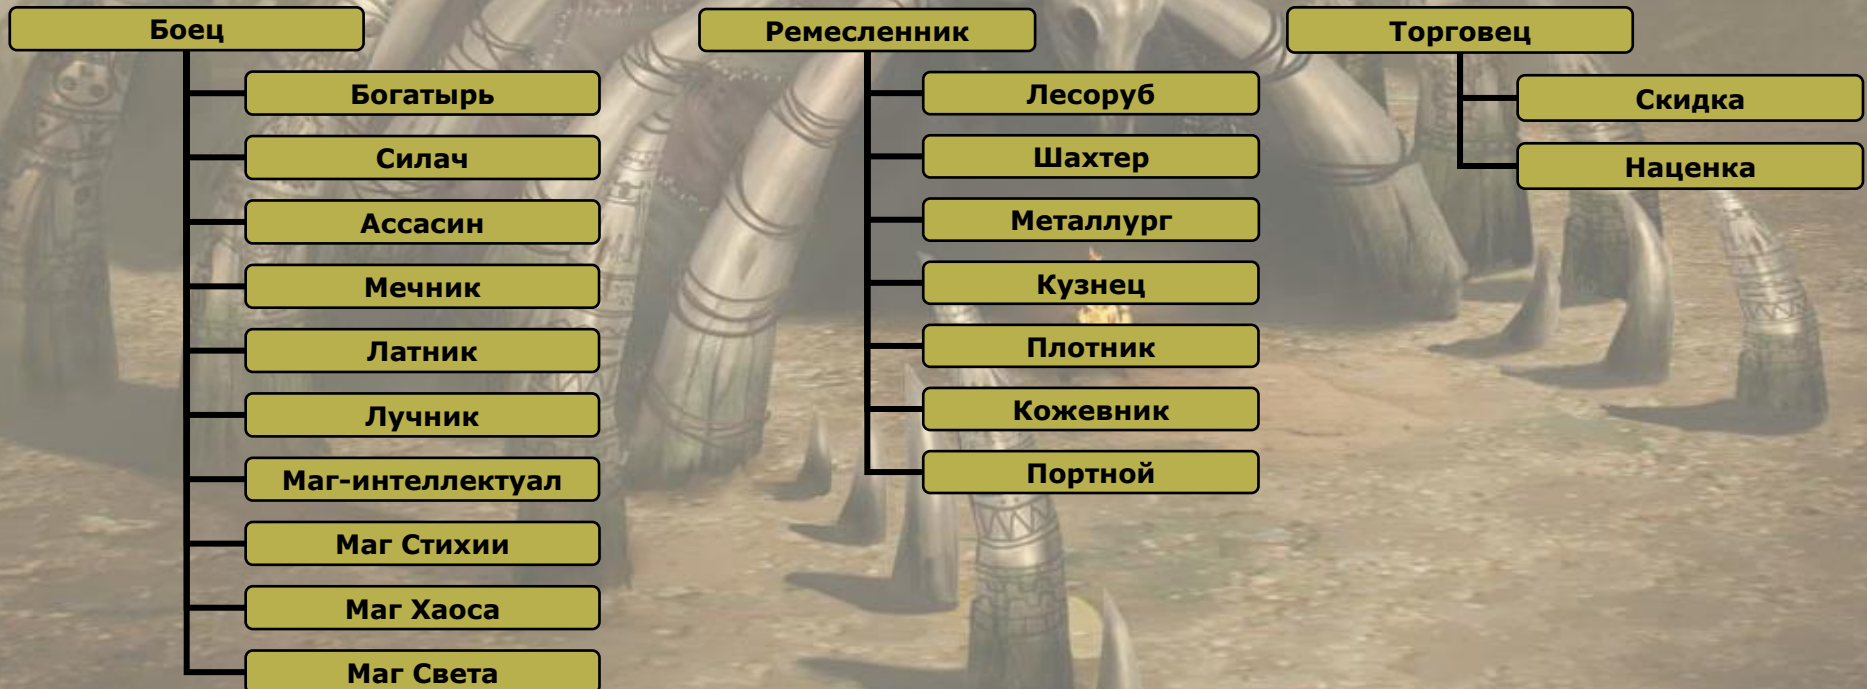 Боец
Богатырь
Силач
Ассасин
Мечник
Латник
Лучник
Маг-интеллектуал
Маг Стихии
Маг Хаоса
Маг Света
Ремесленник
Лесоруб
Шахтер
Металлург
Кузнец
Плотник
Кожевник
Портной
Торговец
Скидка
Наценка